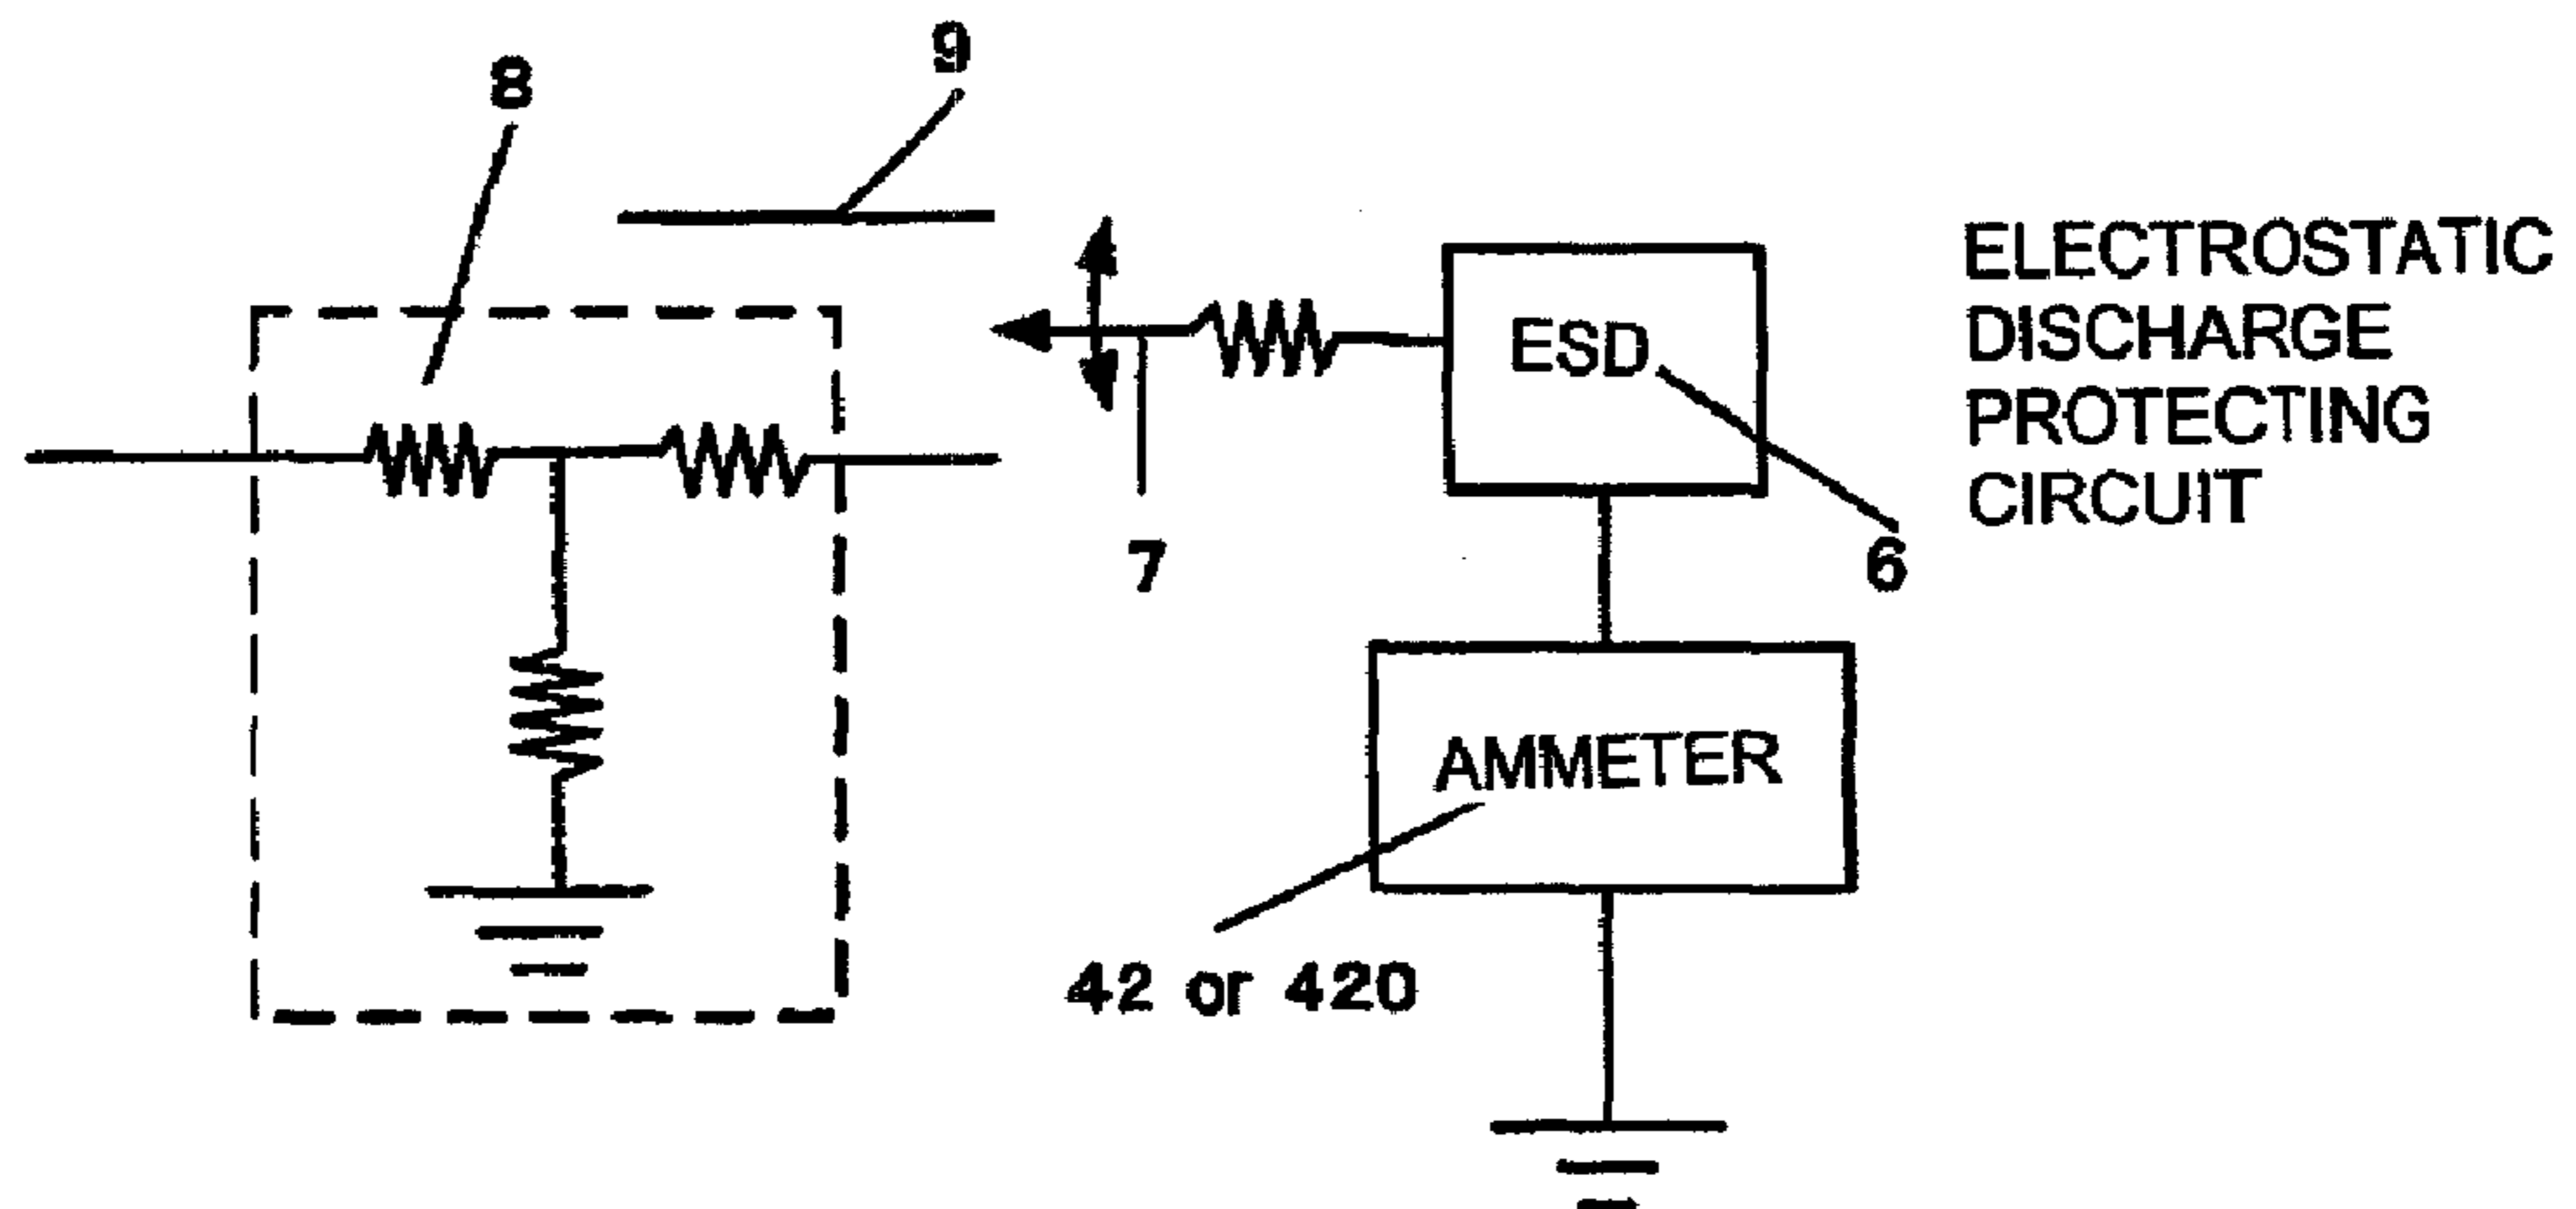 8
9
ESD
ELECTROSTATIC
DISCHARGE
PROTECTING
CIRCUIT
7
6
AMMETER
42 or 420